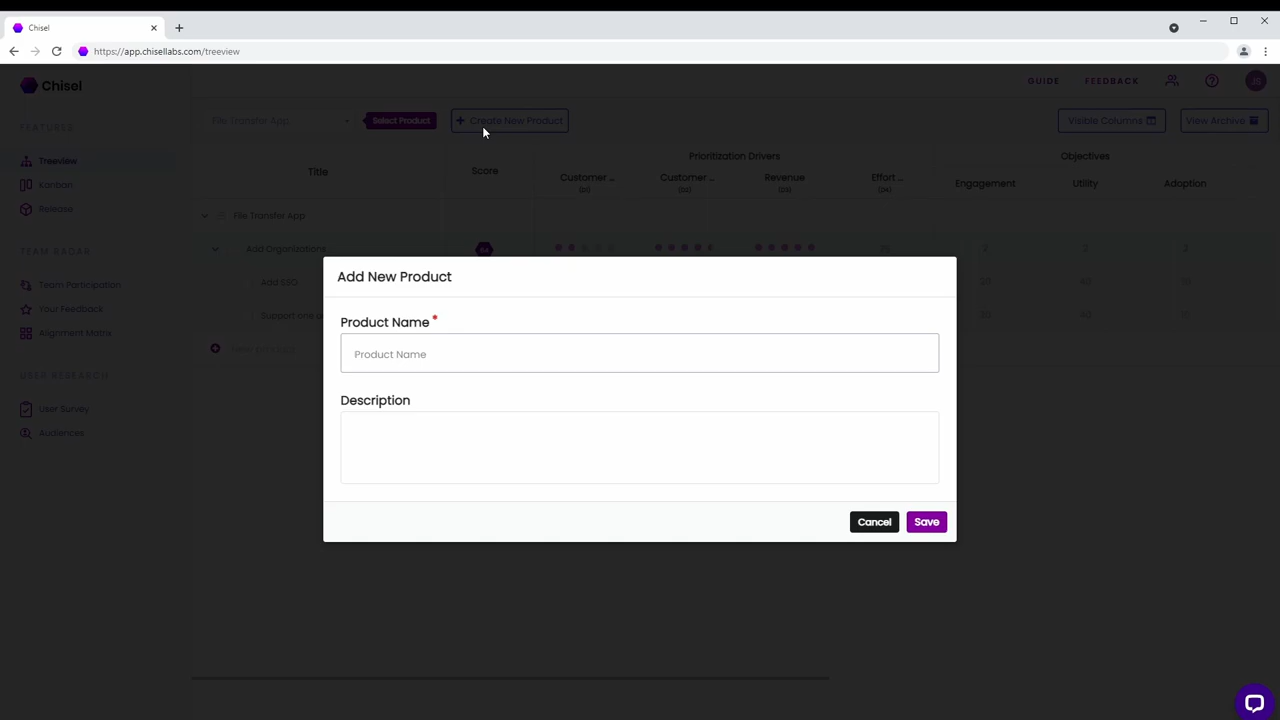 Chisel
https://app.chisellabs.com/treeview
Chisel
GUIDE
FEEDBACK
FEATURES
File Transfer App
Select Product
+ Create New Product
Visible Columns
View Archive
Treeview
Kanban
Release
Title
Score
Prioritization Drivers
Objectives
Customer ...
Customer ...
Revenue
Effort ...
Engagement
Utility
Adoption
File Transfer App
TEAM RADAR
Add Organizations
Team Participation
Add SSO
Your Feedback
Support one o
Alignment Matrix
New product
USER RESEARCH
User Survey
Audiences
Add New Product
Product Name *
Product Name
Description
Cancel
Save